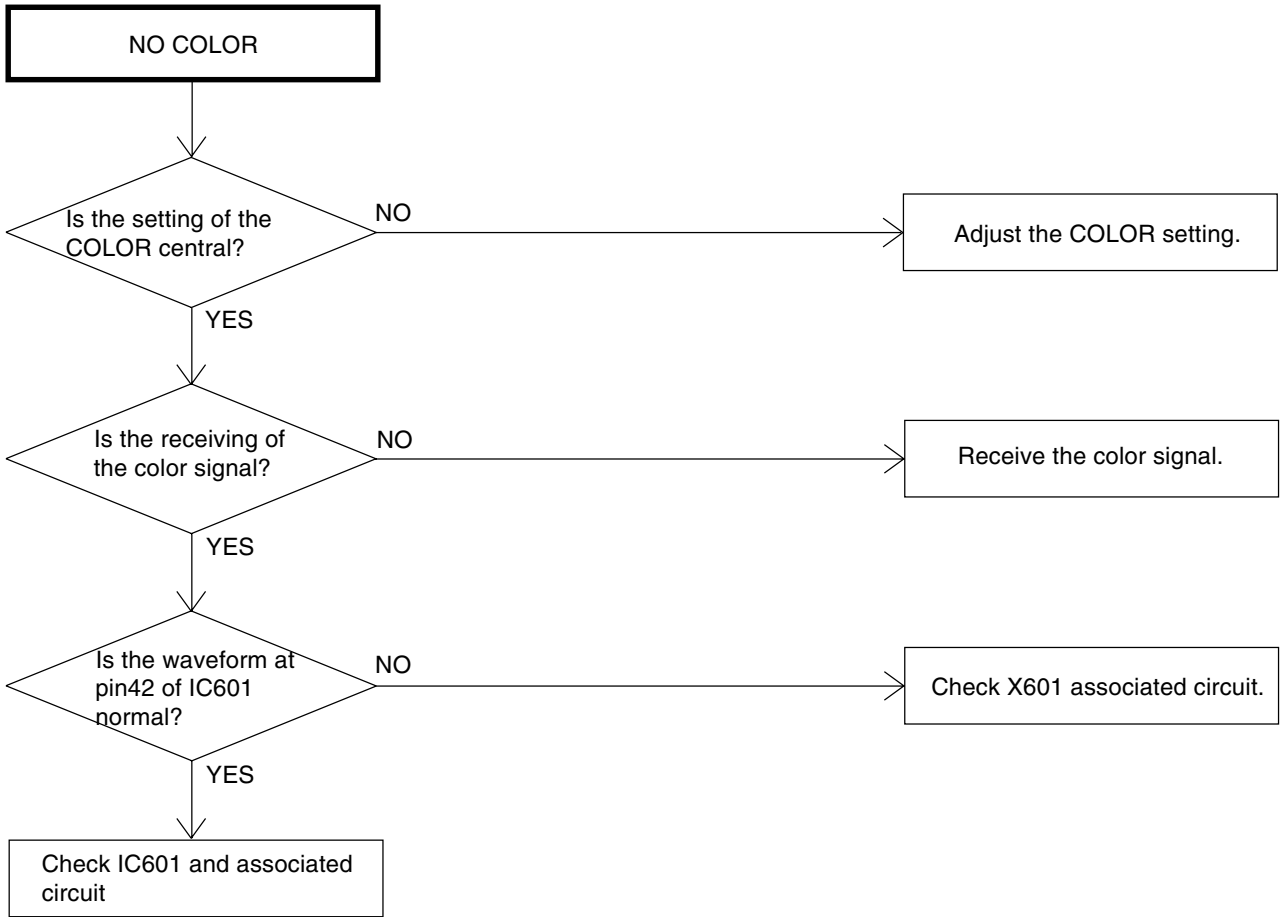 NO COLOR
Is the setting of the
COLOR central?
NO
Adjust the COLOR setting.
YES
Is the receiving of
the color signal?
NO
Receive the color signal.
YES
Is the waveform at
pin42 of IC601
normal?
NO
Check X601 associated circuit.
YES
Check IC601 and associated
circuit